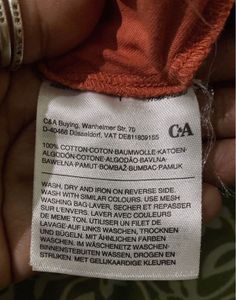 C&A Buying, Wanheimer Str. 70
D-40468 Düsseldorf, VAT DE811809155
C&A
100% COTTON·COTON·BAUMWOLLE·KATOEN·
ALGODÓN·COTONE·ALGODÃO·BAVLNA·
BAWEŁNA·PAMUT·BOMBAŽ·BUMBAC·PAMUK
WASH, DRY AND IRON ON REVERSE SIDE.
WASH WITH SIMILAR COLOURS. USE MESH
WASHING BAG·LAVER, SECHER ET REPASSER
SUR L'ENVERS. LAVER AVEC COULEURS
DE MEME TON. UTILISER UN FILET DE
LAVAGE·AUF LINKS WASCHEN, TROCKNEN
UND BÜGELN. MIT ÄHNLICHEN FARBEN
WASCHEN. IM WÄSCHENETZ WASCHEN·
BINNENSTEBUITEN WASSEN, DROGEN EN
STRIJKEN. MET GELIJKAARDIGE KLEUREN